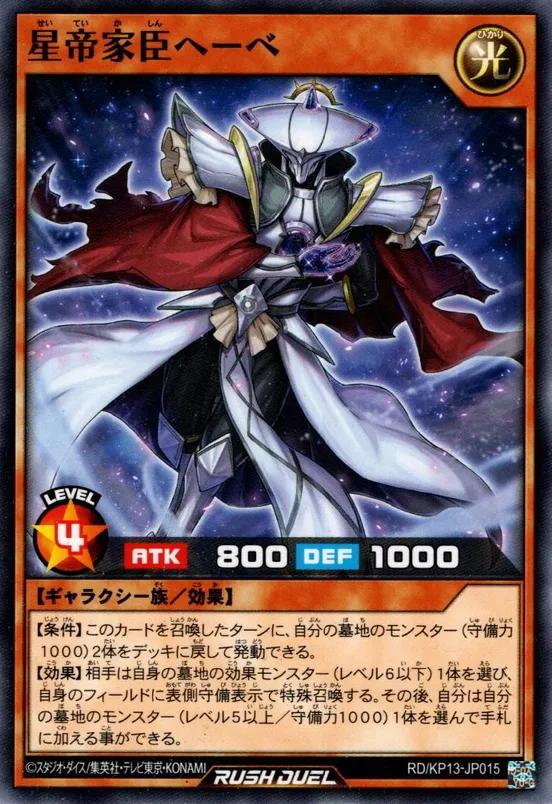 星帝家臣ヘーベ
光
LEVEL
4
ATK 800 DEF 1000
【ギャラクシー族／効果】
【条件】このカードを召喚したターンに、自分の墓地のモンスター(守備力
1000)2体をデッキに戻して発動できる。
【効果】相手は自身の墓地の効果モンスター(レベル6以下)1体を選び、
自身のフィールドに表側守備表示で特殊召喚する。その後、自分は自分
の墓地のモンスター(レベル5以上／守備力1000)1体を選んで手札
に加える事ができる。
©スタジオ・ダイス/集英社・テレビ東京・KONAMI
RUSH DUEL
RD/KP13-JP015